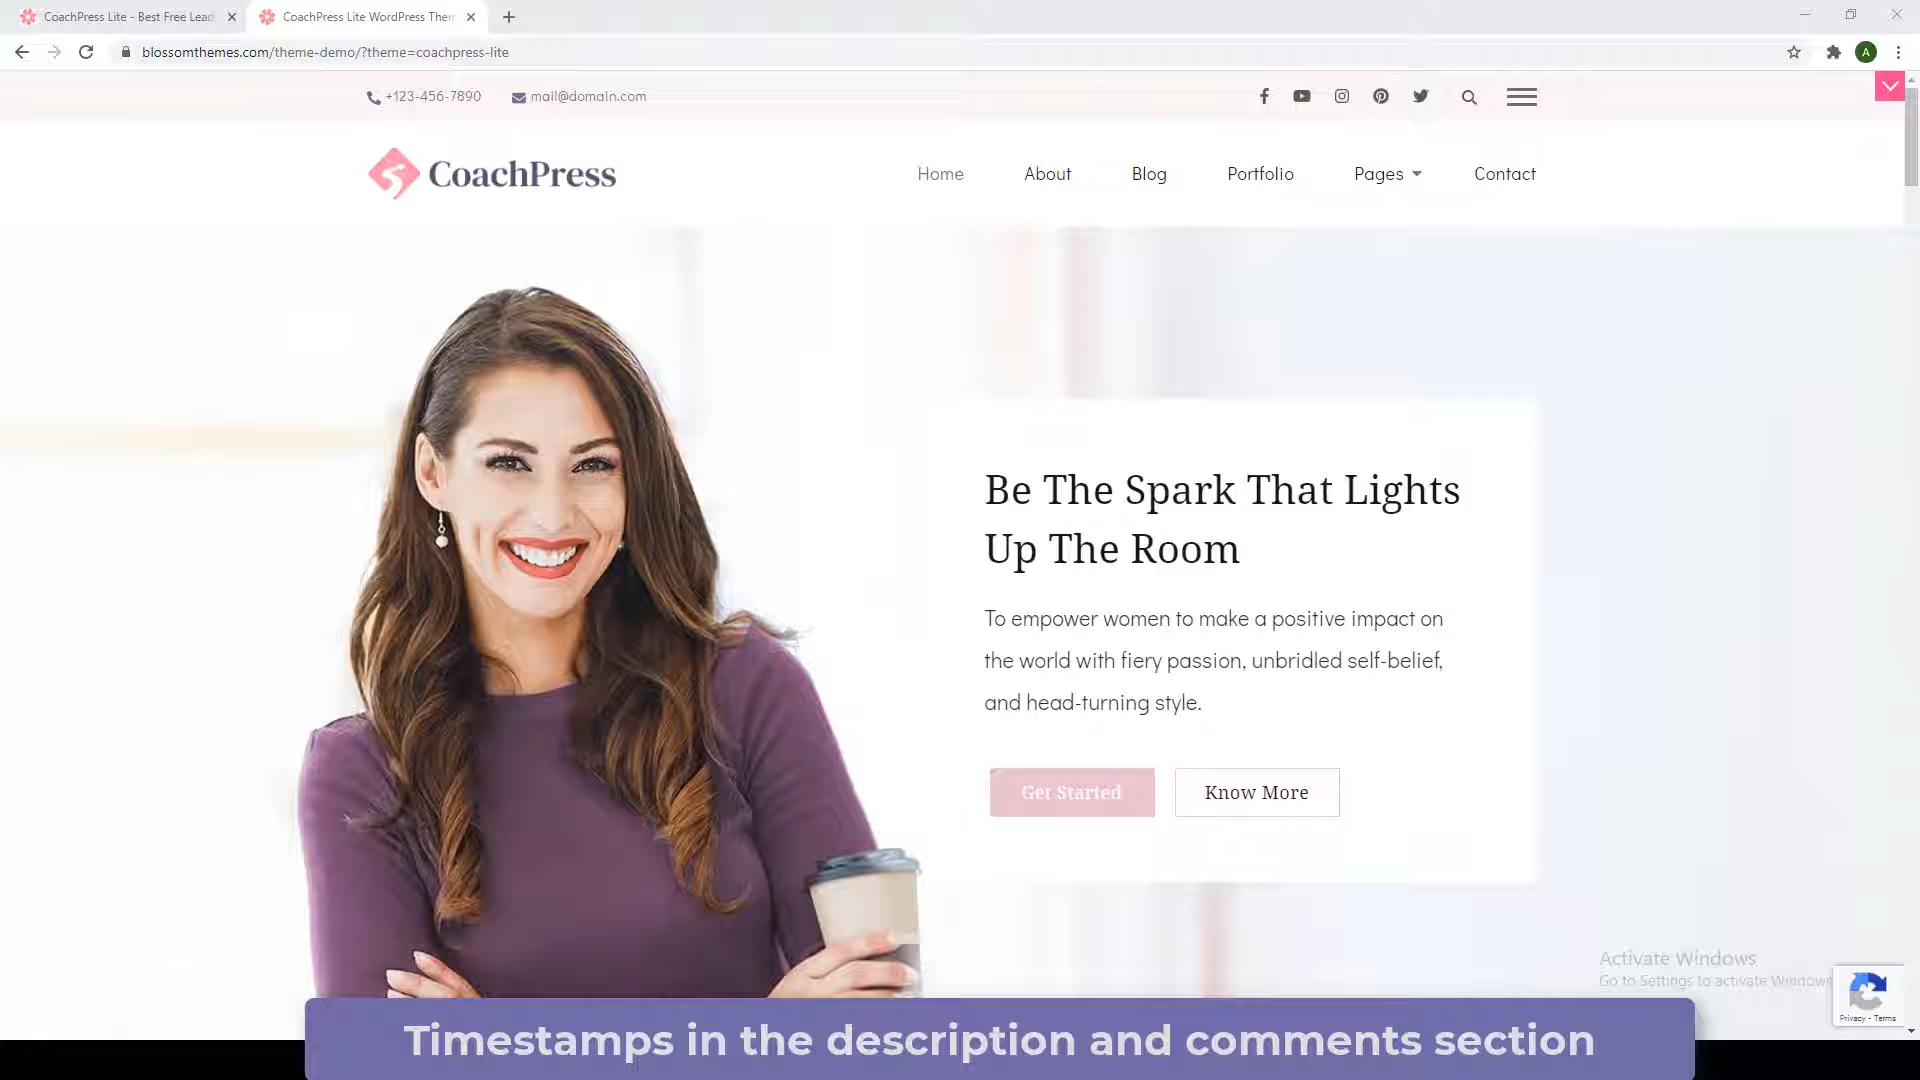 CoachPress Lite - Best Free Lead
CoachPress Lite WordPress Them
blossomthemes.com/theme-demo/?theme=coachpress-lite
A
+123-456-7890
mail@domain.com
CoachPress
Home
About
Blog
Portfolio
Pages
Contact
Be The Spark That Lights
Up The Room
To empower women to make a positive impact on
the world with fiery passion, unbridled self-belief,
and head-turning style.
Get Started
Know More
Activate Windows
Go to Settings to activate Windows
Privacy - Terms
Timestamps in the description and comments section